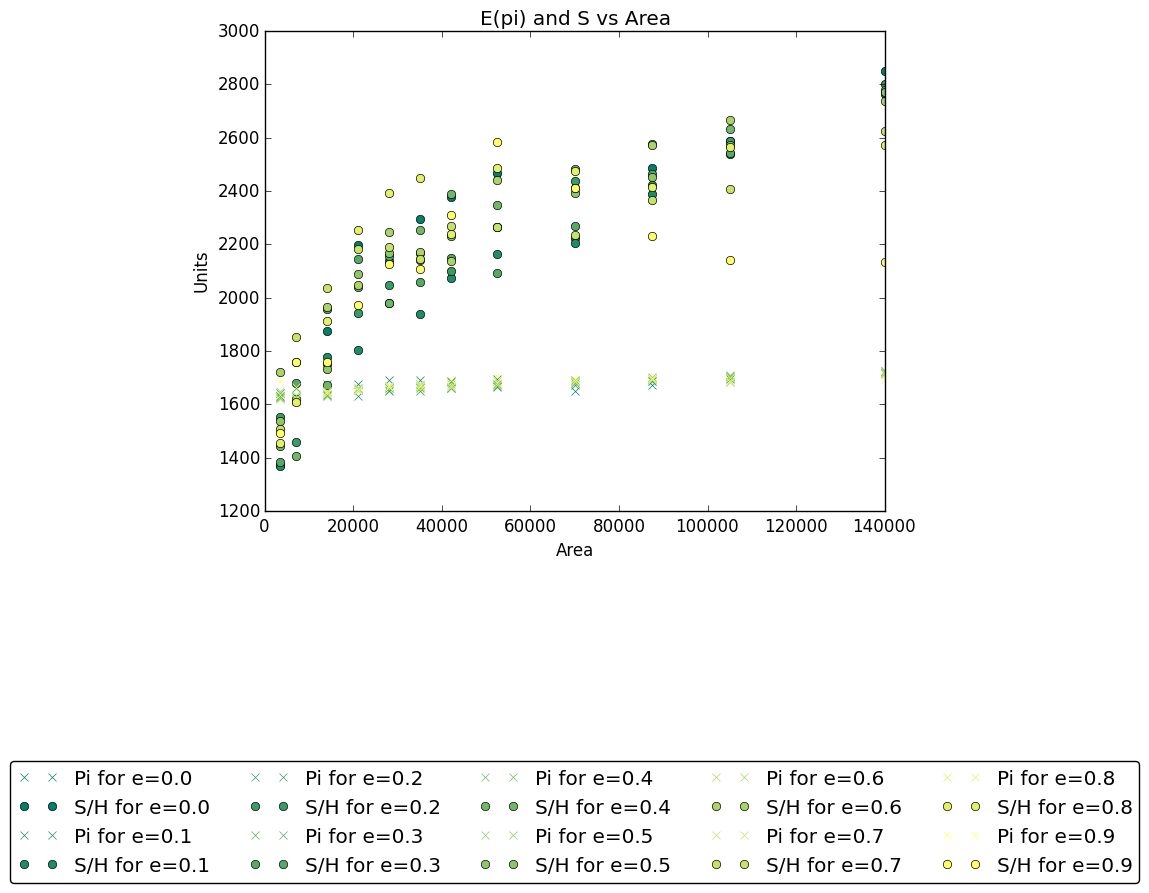 E(pi) and S vs Area
3000
2800
2600
2400
2200
2000
1800
1600
1400
1200
Units
0 20000 40000 60000 80000 100000 120000 140000
Area
Pi for e=0.0 Pi for e=0.2 Pi for e=0.4 Pi for e=0.6 Pi for e=0.8
S/H for e=0.0 S/H for e=0.2 S/H for e=0.4 S/H for e=0.6 S/H for e=0.8
Pi for e=0.1 Pi for e=0.3 Pi for e=0.5 Pi for e=0.7 Pi for e=0.9
S/H for e=0.1 S/H for e=0.3 S/H for e=0.5 S/H for e=0.7 S/H for e=0.9